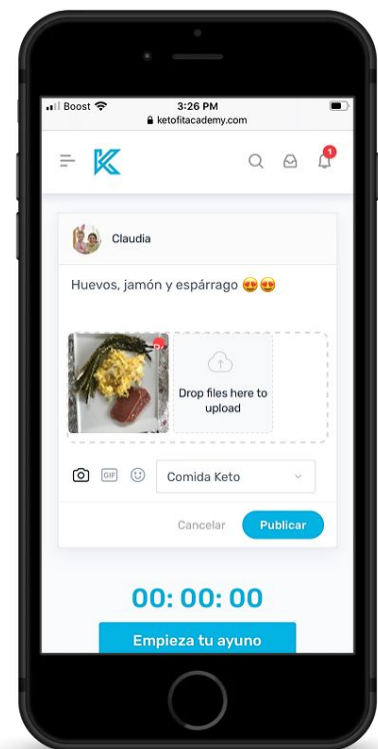 Boost 3:26 PM
ketofitacademy.com
K
1
Claudia
Huevos, jamón y espárrago 😍😍
Drop files here to
upload
GIF
Comida Keto
Cancelar Publicar
00: 00: 00
Empieza tu ayuno